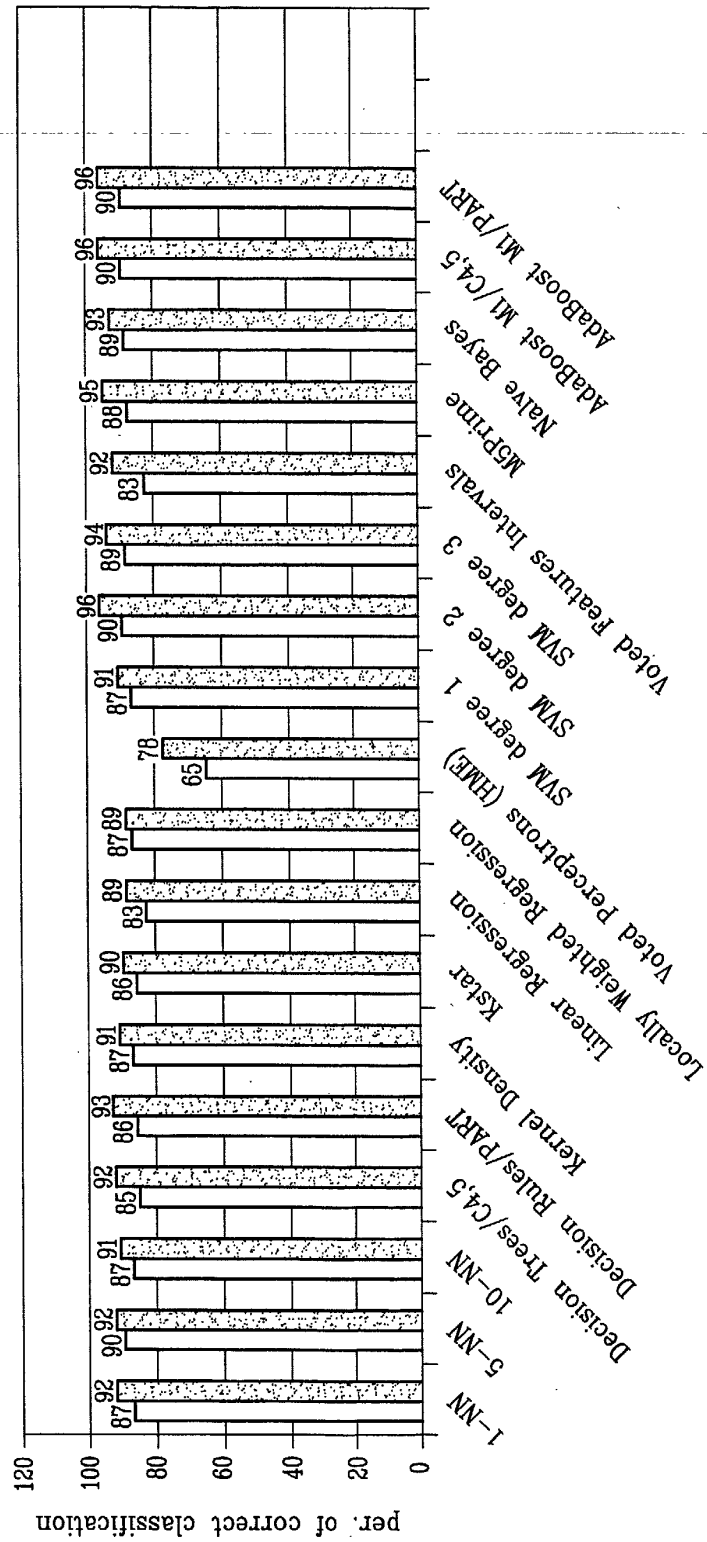 per. of correct classification
120
100
80
60
40
20
0
87 92
90 92
87 91
85 92
86 93
87 91
86 90
83 89
87 89
65 78
87 91
90 96
89 94
83 92
88 95
89 93
90 96
90 96
1-NN
5-NN
10-NN
Decision Trees/C4,5
Decision Rules/PART
Kernel Density
Kstar
Linear Regression
Locally Weighted Regression
Voted Perceptrons (HME)
SVM degree 1
SVM degree 2
SVM degree 3
Voted Features Intervals
M5Prime
Naive Bayes
AdaBoost M1/C4,5
AdaBoost M1/PART